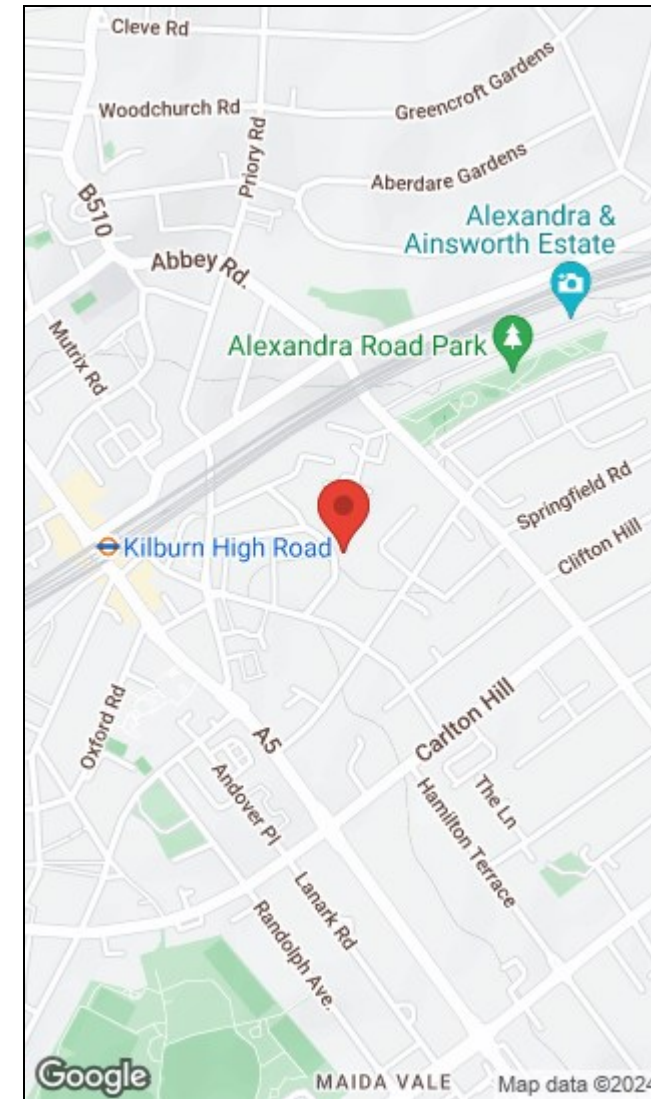 Cleve Rd
Woodchurch Rd
Priory Rd
Greencroft Gardens
Aberdare Gardens
B510
Abbey Rd.
Alexandra &
Ainsworth Estate
Mutrix Rd
Alexandra Road Park
Springfield Rd
Clifton Hill
Kilburn High Road
Oxford Rd
A5
Carlton Hill
Andover Pl
The Ln
Hamilton Terrace
Lanark Rd
Randolph Ave.
Google
MAIDA VALE
Map data ©2024